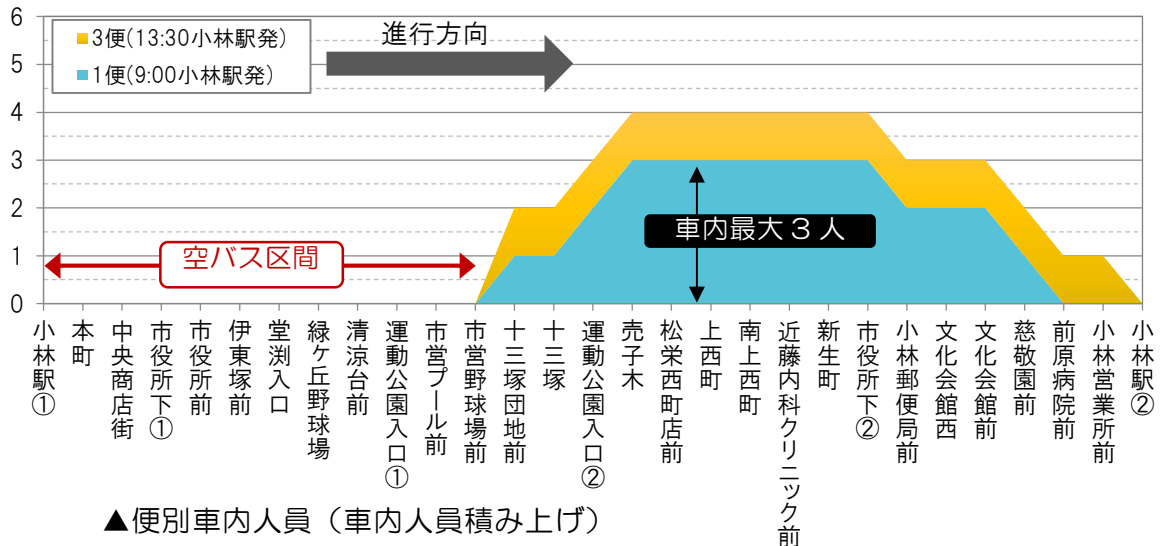 6
5
4
3
2
1
0
3便(13:30小林駅発)
1便(9:00小林駅発)
進行方向
空バス区間
車内最大3人
小林駅①
本町
中央商店街
市役所下①
市役所前
伊東塚前
堂渕入口
緑ヶ丘野球場
清涼台前
運動公園入口①
市営プール前
市営野球場前
十三塚団地前
十三塚
運動公園入口②
売子木
松栄西町店前
上西町
南上西町
近藤内科クリニック前
新生町
市役所下②
小林郵便局前
文化会館西
文化会館前
慈敬園前
前原病院前
小林営業所前
小林駅②
▲便別車内人員（車内人員積み上げ）